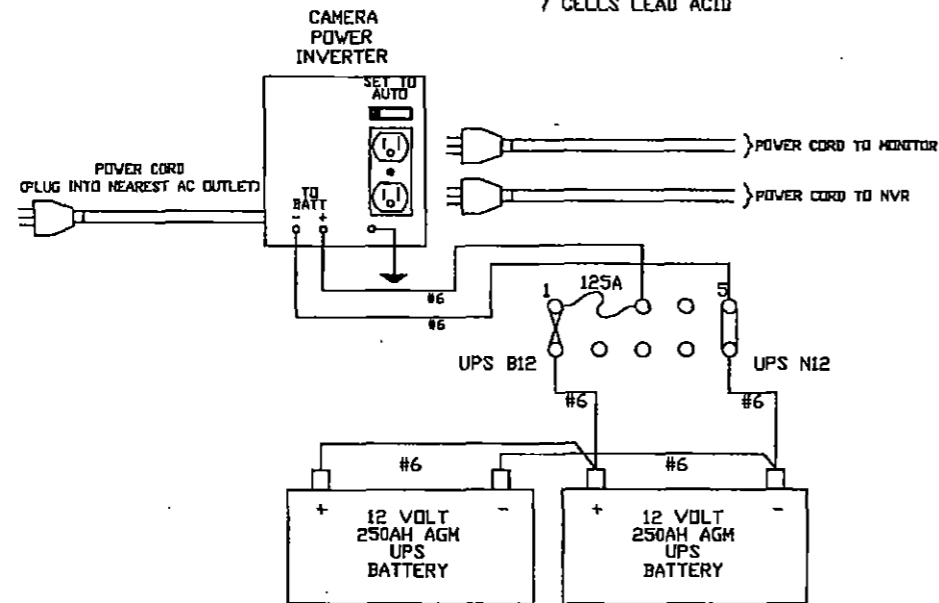 7 CELLS LEAD ACID
CAMERA
POWER
INVERTER
SET TO
AUTO
POWER CORD TO MONITOR
POWER CORD
(PLUG INTO NEAREST AC OUTLET)
POWER CORD TO NVR
TO
BATT
- +
#6
#6
1 125A 5
UPS B12
UPS N12
#6 #6
#6 #6
+ - + -
12 VOLT
250AH AGM
UPS
BATTERY
12 VOLT
250AH AGM
UPS
BATTERY